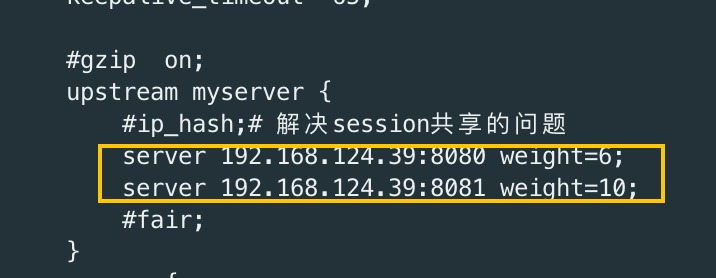 keepalive_timeout 65;
#gzip  on;
upstream myserver {
#ip_hash;# 解决session共享的问题
server 192.168.124.39:8080 weight=6;
server 192.168.124.39:8081 weight=10;
#fair;
}
{